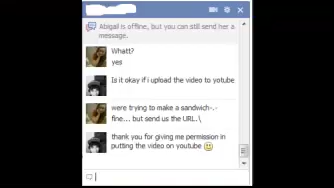 Abigail is offline, but you can still send her a
message.
Whatt?
yes
Is it okay if i upload the video to yotube
were trying to make a sandwich-.-
fine... but send us the URL.\
thank you for giving me permission in
putting the video on youtube